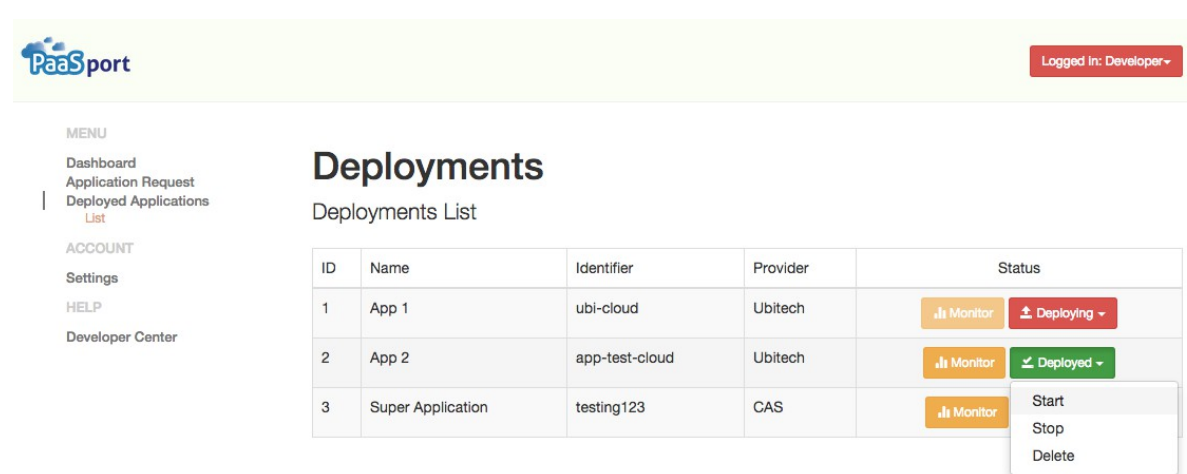 PaaSport
Logged in: Developer
MENU
Dashboard
Application Request
Deployed Applications
List
ACCOUNT
Settings
HELP
Developer Center
Deployments
Deployments List
ID Name Identifier Provider Status
1 App 1 ubi-cloud Ubitech Monitor Deploying
2 App 2 app-test-cloud Ubitech Monitor Deployed
3 Super Application testing123 CAS Monitor
Start
Stop
Delete